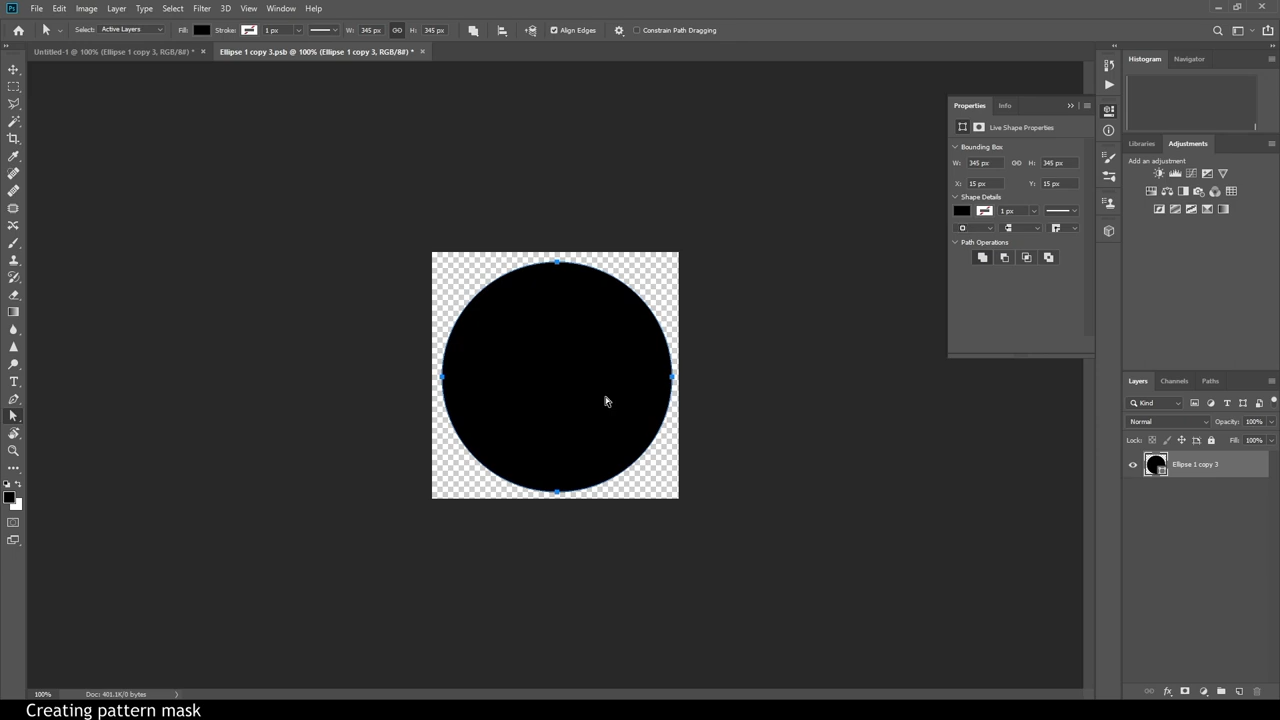 Ps File Edit Image Layer Type Select Filter 3D View Window Help
Select: Active Layers Fill: Stroke: 1 px W: 345 px H: 345 px Align Edges Constrain Path Dragging
Untitled-1 @ 100% (Ellipse 1 copy 3, RGB/8#) * × Ellipse 1 copy 3.psb @ 100% (Ellipse 1 copy 3, RGB/8#) * ×
Histogram Navigator
Properties Info
Live Shape Properties
Bounding Box
W: 345 px H: 345 px
X: 15 px Y: 15 px
Shape Details
1 px
Path Operations
Libraries Adjustments
Add an adjustment
Layers Channels Paths
Kind
Normal Opacity: 100%
Lock: Fill: 100%
Ellipse 1 copy 3
100% Doc: 401.1K/0 bytes
Creating pattern mask